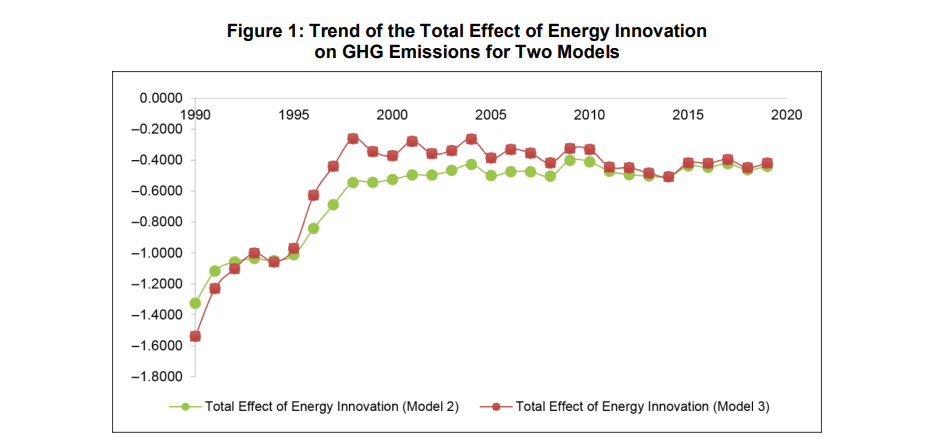 Figure 1: Trend of the Total Effect of Energy Innovation
on GHG Emissions for Two Models
0.0000
1990 1995 2000 2005 2010 2015 2020
–0.2000
–0.4000
–0.6000
–0.8000
–1.0000
–1.2000
–1.4000
–1.6000
–1.8000
Total Effect of Energy Innovation (Model 2) Total Effect of Energy Innovation (Model 3)